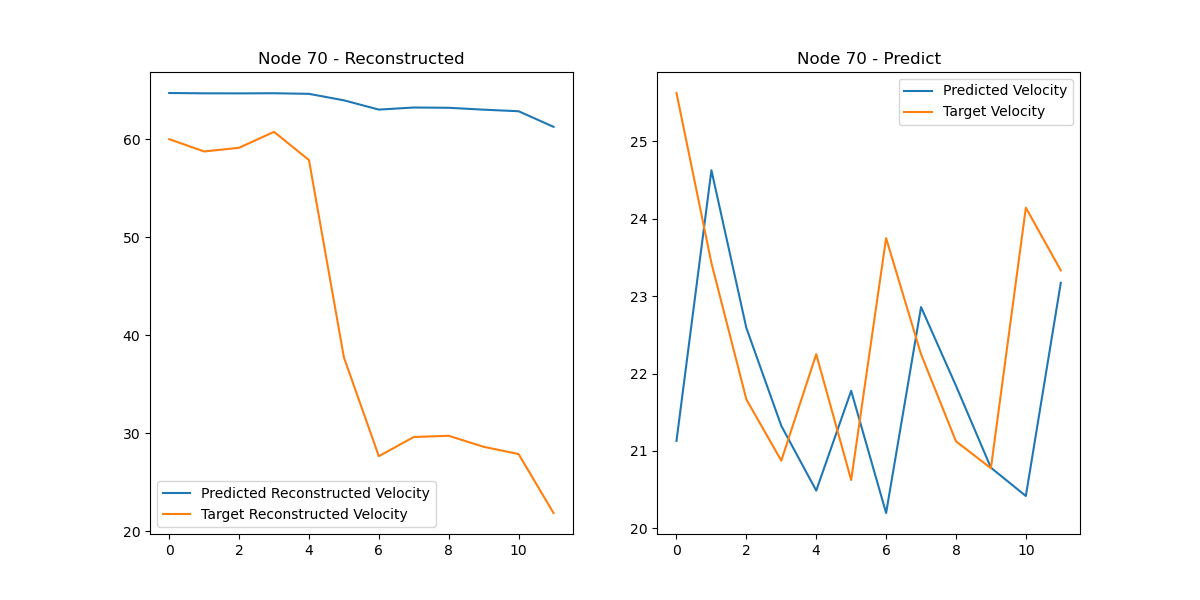 Node 70 - Reconstructed
60
50
40
30
20
0 2 4 6 8 10
Predicted Reconstructed Velocity
Target Reconstructed Velocity
Node 70 - Predict
25
24
23
22
21
20
0 2 4 6 8 10
Predicted Velocity
Target Velocity